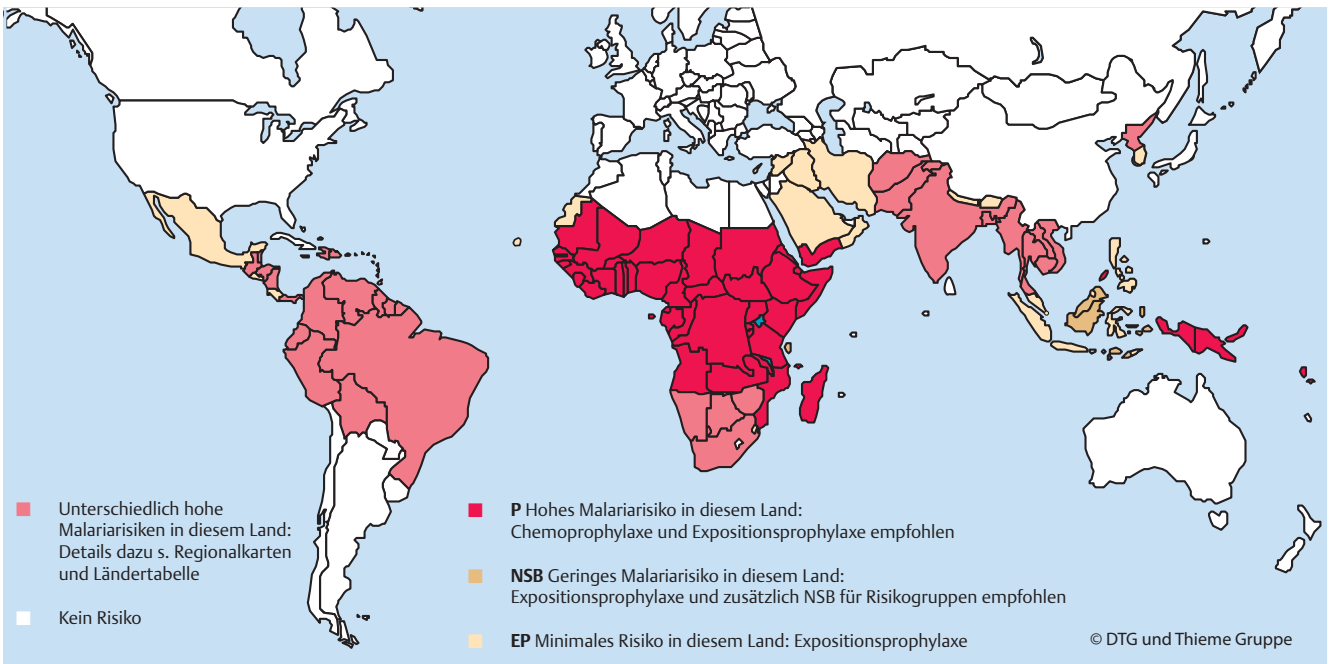 Unterschiedlich hohe
Malariarisiken in diesem Land:
Details dazu s. Regionalkarten
und Ländertabelle
Kein Risiko
P Hohes Malariarisiko in diesem Land:
Chemoprophylaxe und Expositionsprophylaxe empfohlen
NSB Geringes Malariarisiko in diesem Land:
Expositionsprophylaxe und zusätzlich NSB für Risikogruppen empfohlen
EP Minimales Risiko in diesem Land: Expositionsprophylaxe
© DTG und Thieme Gruppe